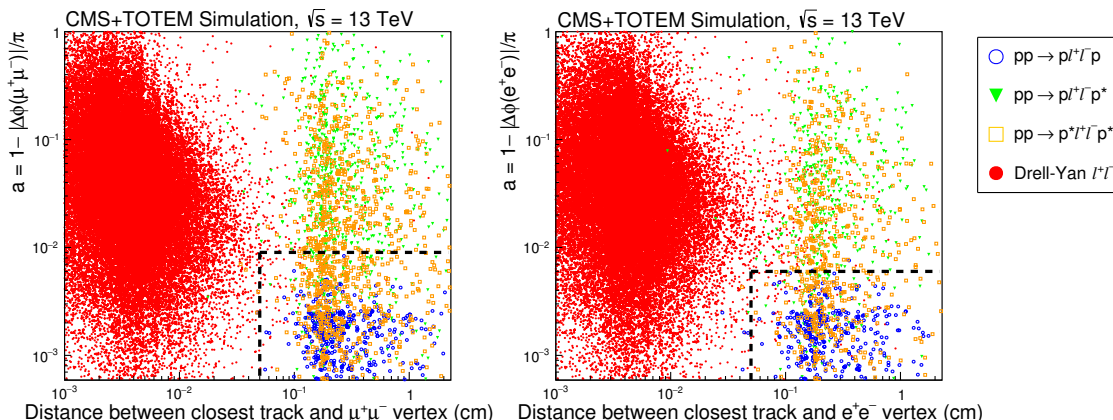 CMS+TOTEM Simulation, √s = 13 TeV
a = 1− |Δϕ(μ⁺μ⁻)|/π
1
10⁻¹
10⁻²
10⁻³
10⁻³ 10⁻² 10⁻¹ 1
Distance between closest track and μ⁺μ⁻ vertex (cm)
CMS+TOTEM Simulation, √s = 13 TeV
a = 1− |Δϕ(e⁺e⁻)|/π
1
10⁻¹
10⁻²
10⁻³
10⁻³ 10⁻² 10⁻¹ 1
Distance between closest track and e⁺e⁻ vertex (cm)
pp → pl⁺l⁻p
pp → pl⁺l⁻p*
pp → p*l⁺l⁻p*
Drell-Yan l⁺l⁻